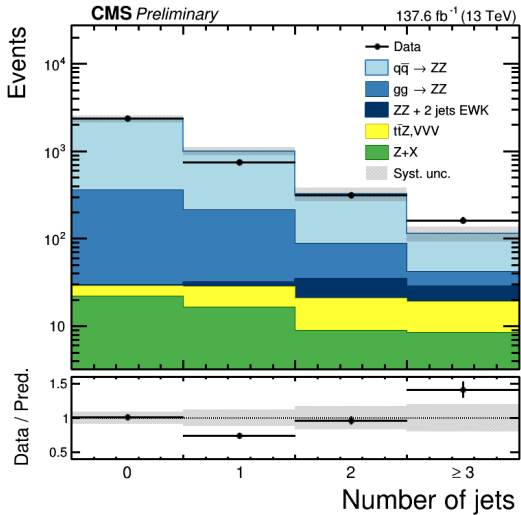 CMS Preliminary 137.6 fb⁻¹ (13 TeV)
Events
10⁴
10³
10²
10
Data
qq̅ → ZZ
gg → ZZ
ZZ + 2 jets EWK
tt̅Z,VVV
Z+X
Syst. unc.
Data / Pred.
1.5
1
0.5
0 1 2 ≥ 3
Number of jets